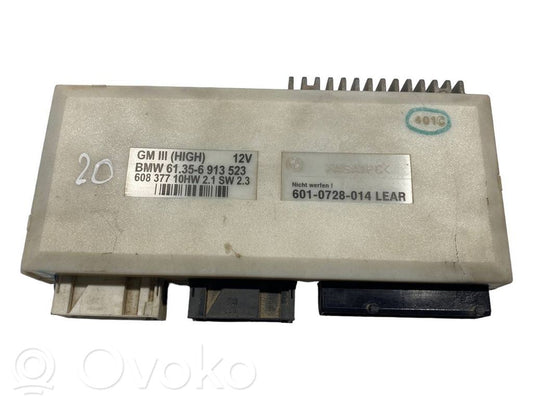 401C
20
GM III (HIGH) 12V
BMW 61.35-6 913 523
608 377 10HW 2.1 SW 2.3
Nicht werfen !
601-0728-014 LEAR
Ovoko
Ovoko